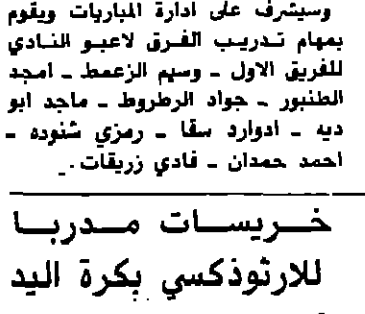 وسيشرف على ادارة المباريات ويقوم
بمهام تدريب الفرق لاعبو النادي
للفريق الاول - وسيم الزعمط - امجد
الطنبور - جواد الرطروط - ماجد ابو
ديه - ادوارد سقا - رمزي شنوده -
احمد حمدان - فادي زريقات .
خريسات مدربا
للارثوذكسي بكرة اليد